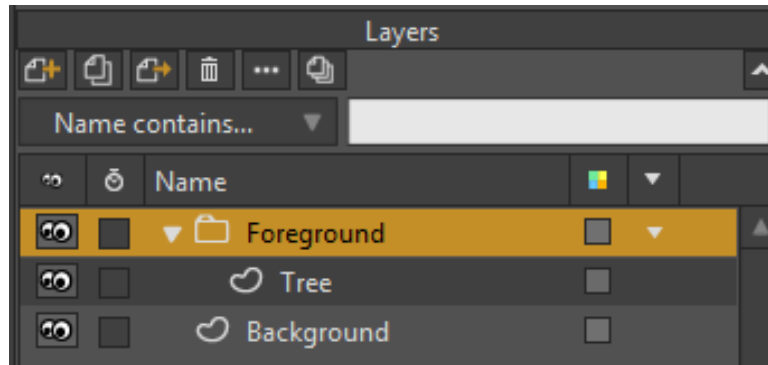 Layers
Name contains...
Name
Foreground
Tree
Background